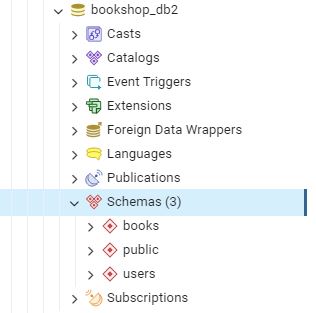 bookshop_db2
Casts
Catalogs
Event Triggers
Extensions
Foreign Data Wrappers
Languages
Publications
Schemas (3)
books
public
users
Subscriptions